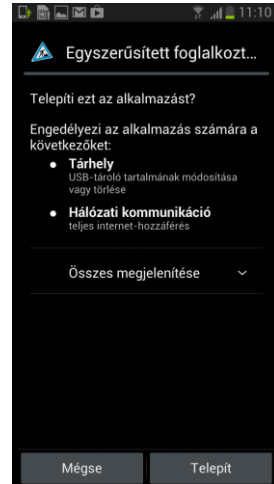 11:10
Egyszerűsített foglalkozt...
Telepíti ezt az alkalmazást?
Engedélyezi az alkalmazás számára a
következőket:
● Tárhely
USB-tároló tartalmának módosítása
vagy törlése
● Hálózati kommunikáció
teljes internet-hozzáférés
Összes megjelenítése
Mégse
Telepít